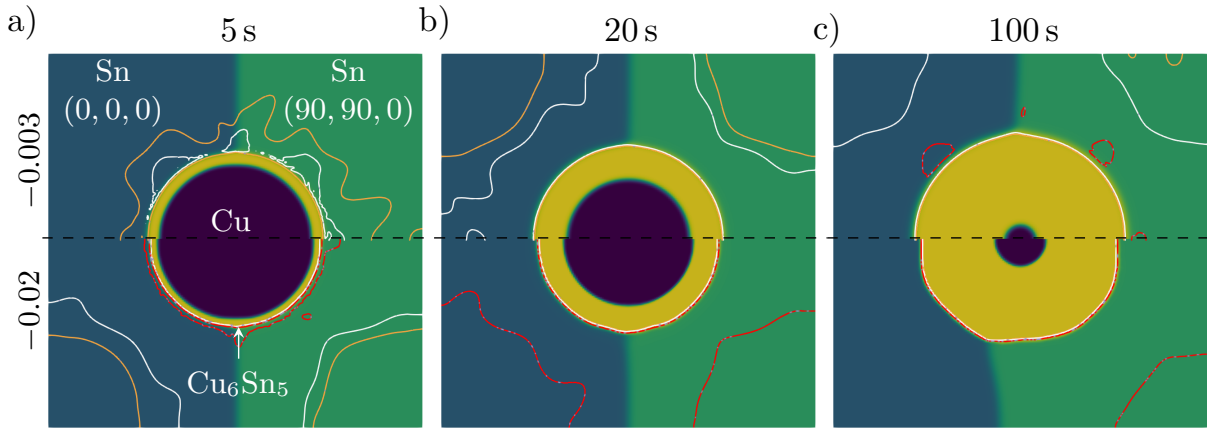 a) 5 s b) 20 s c) 100 s
Sn Sn
(0, 0, 0) (90, 90, 0)
−0.003
Cu
−0.02
Cu₆Sn₅